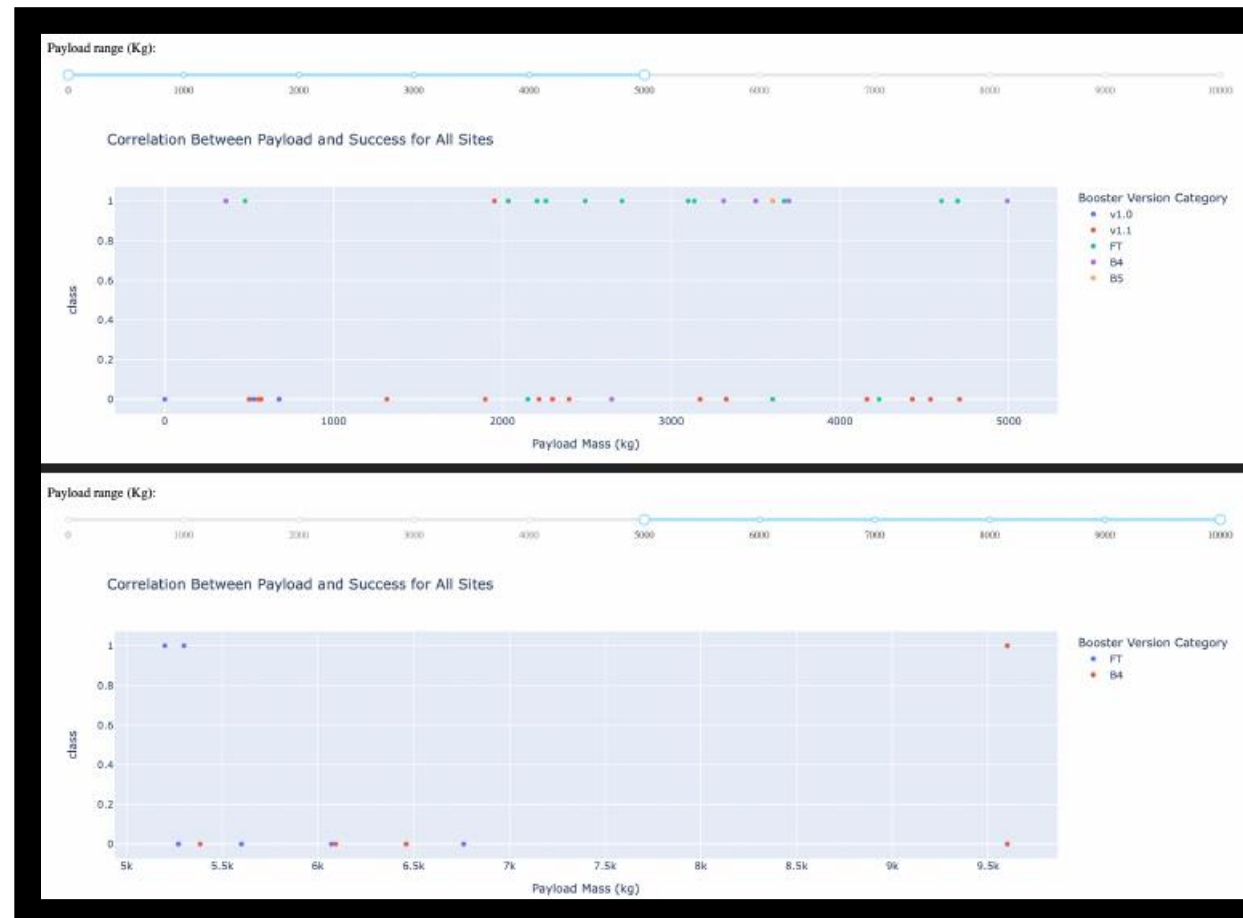 Payload range (Kg):
0 1000 2000 3000 4000 5000 6000 7000 8000 9000 10000
Correlation Between Payload and Success for All Sites
1
Booster Version Category
v1.0
v1.1
FT
B4
B5
0.8
0.6
0.4
0.2
0
class
0 1000 2000 3000 4000 5000
Payload Mass (kg)
Payload range (Kg):
0 1000 2000 3000 4000 5000 6000 7000 8000 9000 10000
Correlation Between Payload and Success for All Sites
1
Booster Version Category
FT
B4
0.8
0.6
0.4
0.2
0
class
5k 5.5k 6k 6.5k 7k 7.5k 8k 8.5k 9k 9.5k
Payload Mass (kg)